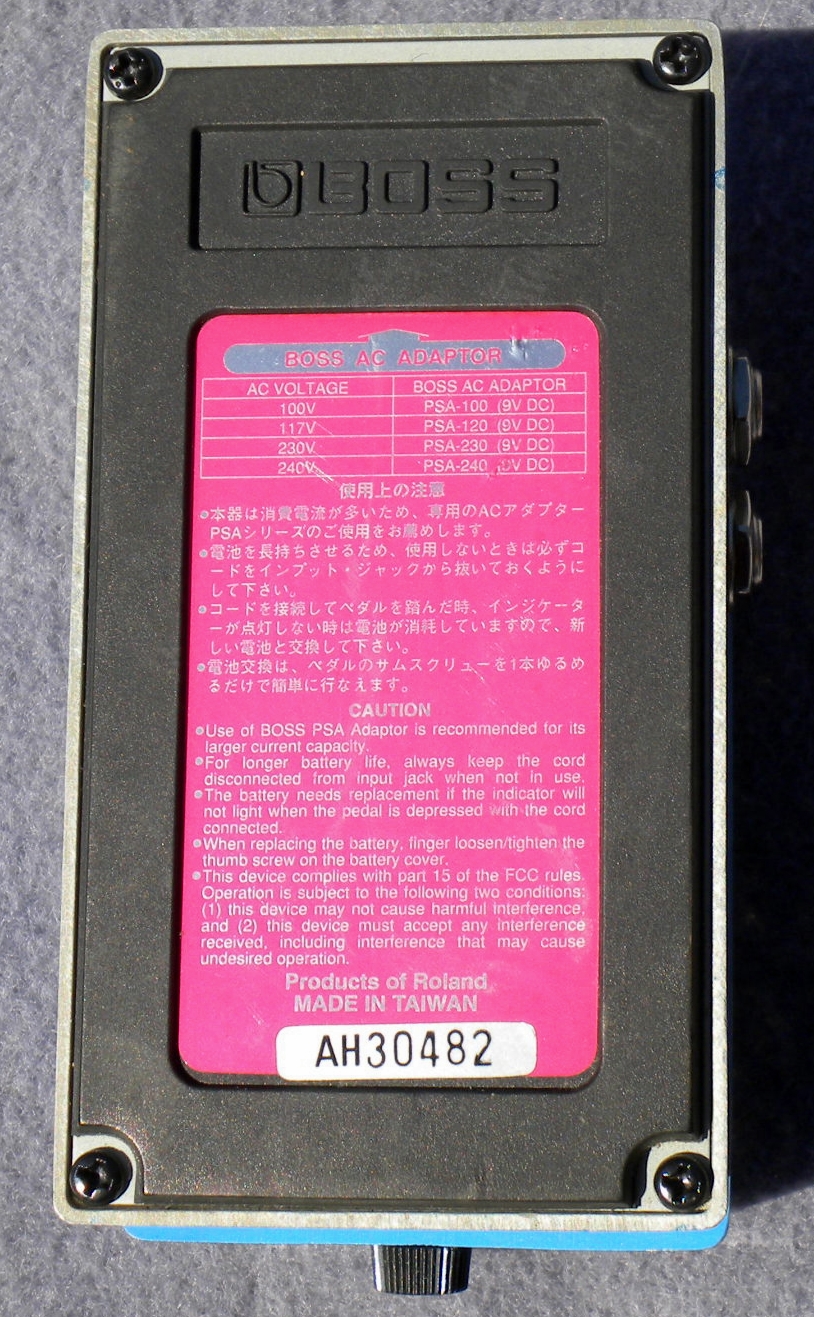 BOSS
BOSS AC ADAPTOR
AC VOLTAGE BOSS AC ADAPTOR
100V PSA-100 (9V DC)
117V PSA-120 (9V DC)
230V PSA-230 (9V DC)
240V PSA-240 (9V DC)
使用上の注意
●本器は消費電流が多いため、専用のACアダプター
PSAシリーズのご使用をお薦めします。
●電池を長持ちさせるため、使用しないときは必ずコ
ードをインプット・ジャックから抜いておくように
して下さい。
●コードを接続してペダルを踏んだ時、インジケータ
ーが点灯しない時は電池が消耗していますので、新
しい電池と交換して下さい。
●電池交換は、ペダルのサムスクリューを1本ゆるめ
るだけで簡単に行なえます。
CAUTION
●Use of BOSS PSA Adaptor is recommended for its
larger current capacity.
●For longer battery life, always keep the cord
disconnected from input jack when not in use.
●The battery needs replacement if the indicator will
not light when the pedal is depressed with the cord
connected.
●When replacing the battery, finger loosen/tighten the
thumb screw on the battery cover.
●This device complies with part 15 of the FCC rules.
Operation is subject to the following two conditions:
(1) this device may not cause harmful interference,
and (2) this device must accept any interference
received, including interference that may cause
undesired operation.
Products of Roland
MADE IN TAIWAN
AH30482